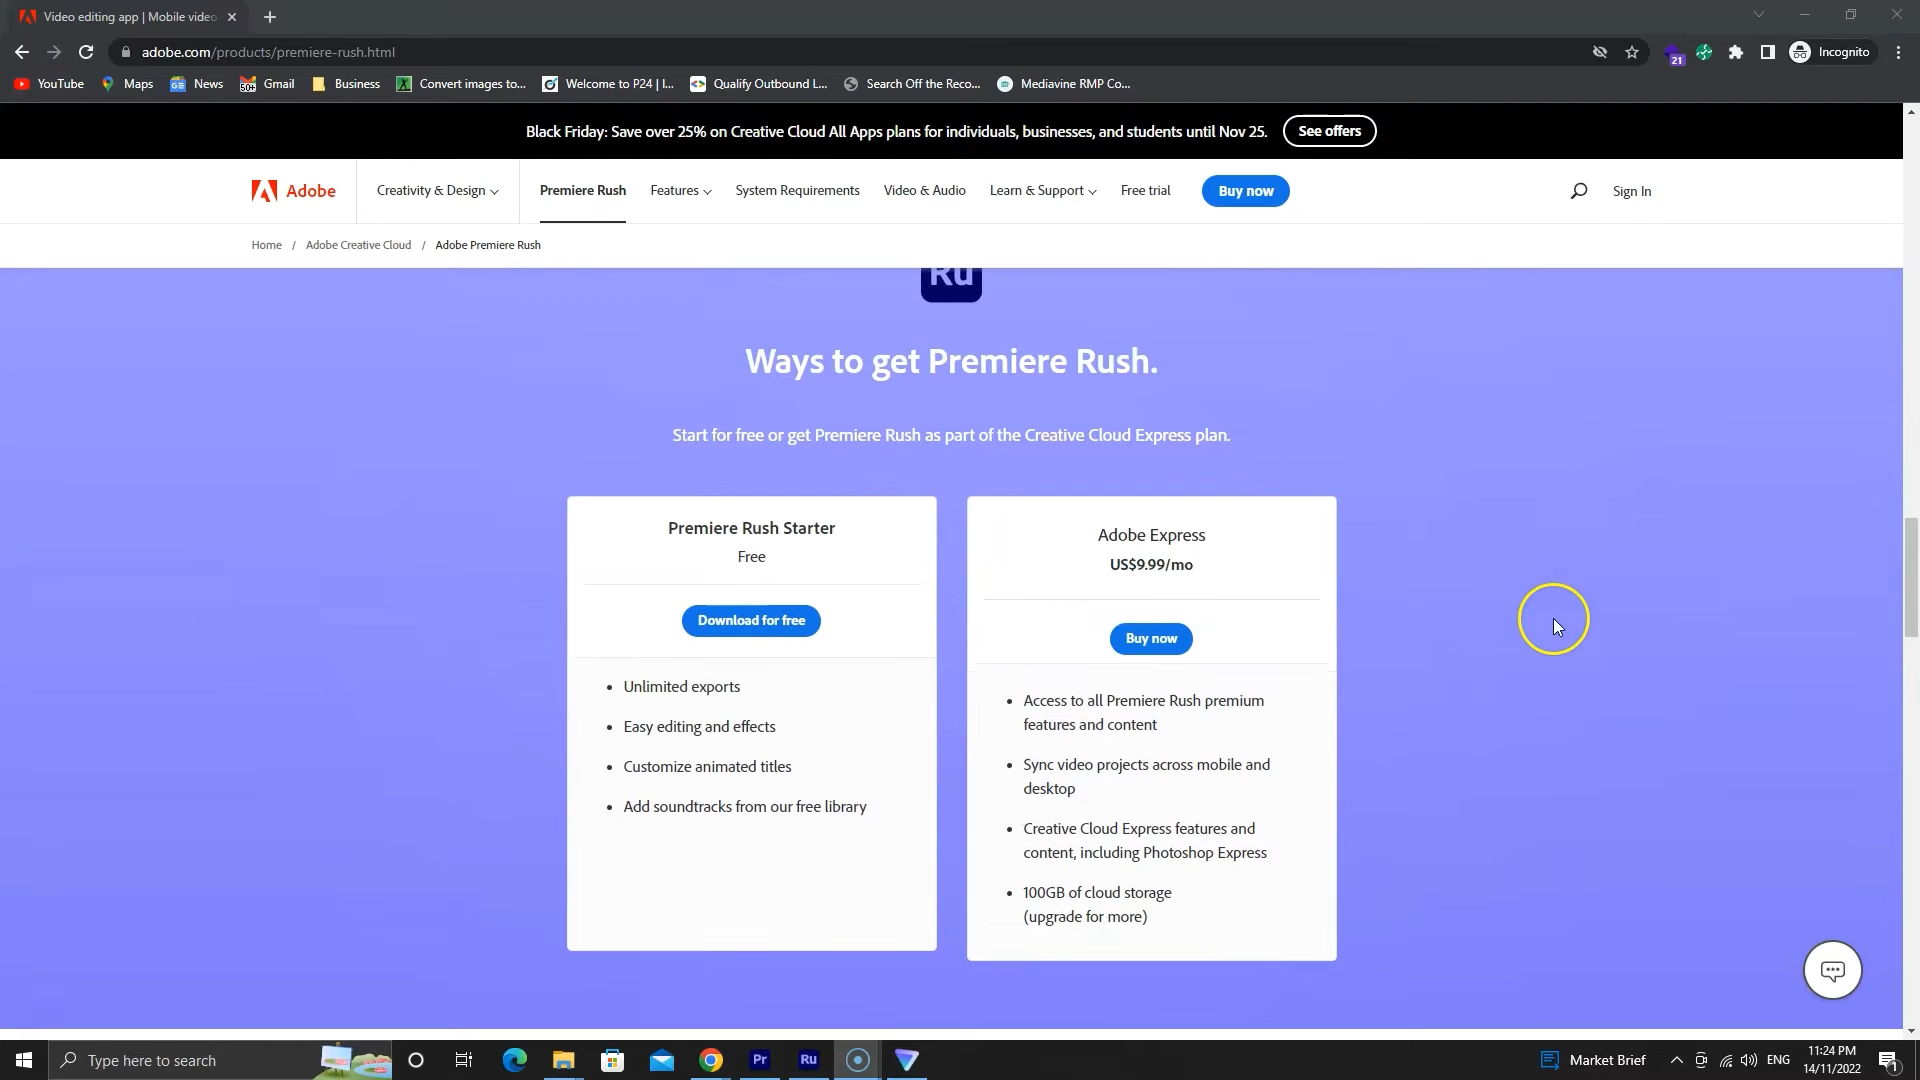 Video editing app | Mobile video
adobe.com/products/premiere-rush.html
21
Incognito
YouTube
Maps
News
50+
Gmail
Business
Convert images to...
Welcome to P24 | I...
Qualify Outbound L...
Search Off the Reco...
Mediavine RMP Co...
Black Friday: Save over 25% on Creative Cloud All Apps plans for individuals, businesses, and students until Nov 25.
See offers
Adobe
Creativity & Design
Premiere Rush
Features
System Requirements
Video & Audio
Learn & Support
Free trial
Buy now
Sign In
Home / Adobe Creative Cloud / Adobe Premiere Rush
Ru
Ways to get Premiere Rush.
Start for free or get Premiere Rush as part of the Creative Cloud Express plan.
Premiere Rush Starter
Free
Download for free
• Unlimited exports
• Easy editing and effects
• Customize animated titles
• Add soundtracks from our free library
Adobe Express
US$9.99/mo
Buy now
• Access to all Premiere Rush premium
features and content
• Sync video projects across mobile and
desktop
• Creative Cloud Express features and
content, including Photoshop Express
• 100GB of cloud storage
(upgrade for more)
Type here to search
Pr
Ru
Market Brief
ENG
11:24 PM
14/11/2022
1